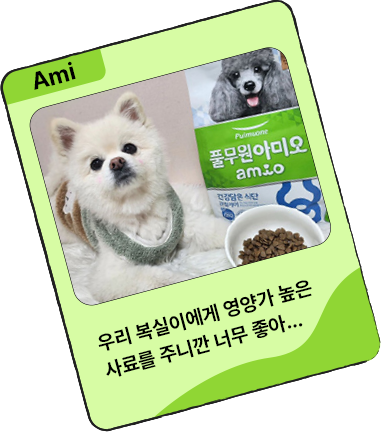 Ami
Pulmuone
풀무원아미오
amio
건강담은 식단
우리 복실이에게 영양가 높은
사료를 주니깐 너무 좋아...